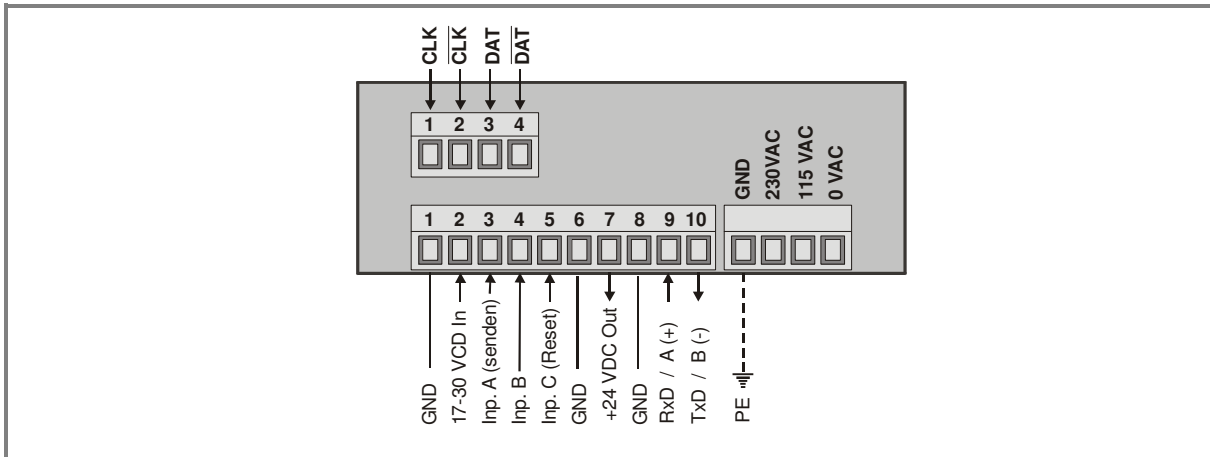 CLK
C̅L̅K̅
DAT
D̅A̅T̅
1 2 3 4
GND
230VAC
115 VAC
0 VAC
1 2 3 4 5 6 7 8 9 10
GND
17-30 VCD In
Inp. A (senden)
Inp. B
Inp. C (Reset)
GND
+24 VDC Out
GND
RxD / A (+)
TxD / B (-)
PE